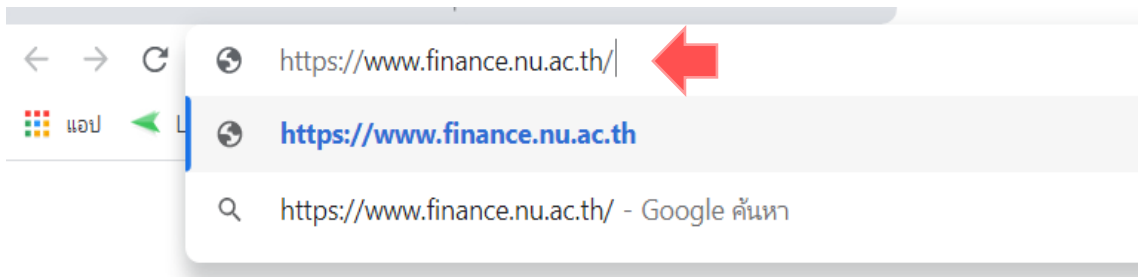 https://www.finance.nu.ac.th/
แอป
https://www.finance.nu.ac.th
https://www.finance.nu.ac.th/ - Google ค้นหา